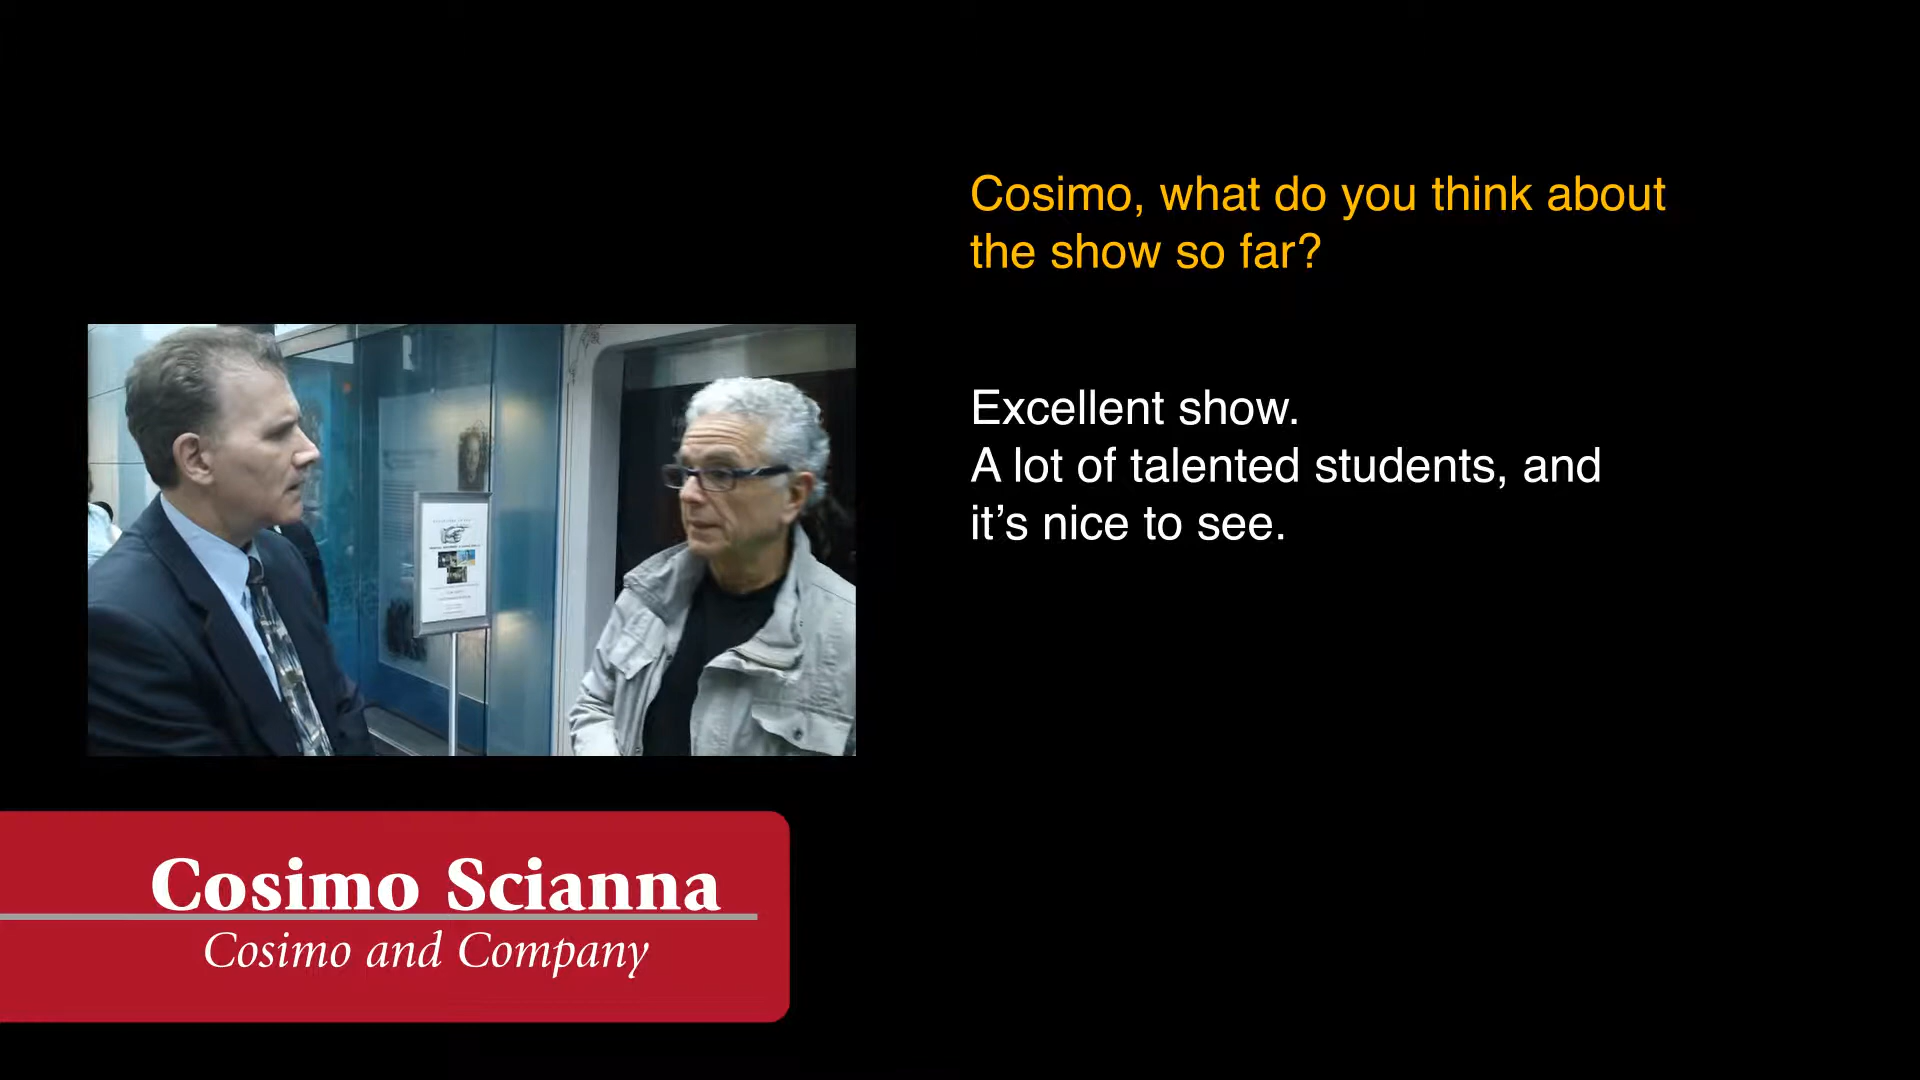 Cosimo, what do you think about
the show so far?
Excellent show.
A lot of talented students, and
it’s nice to see.
Cosimo Scianna
Cosimo and Company